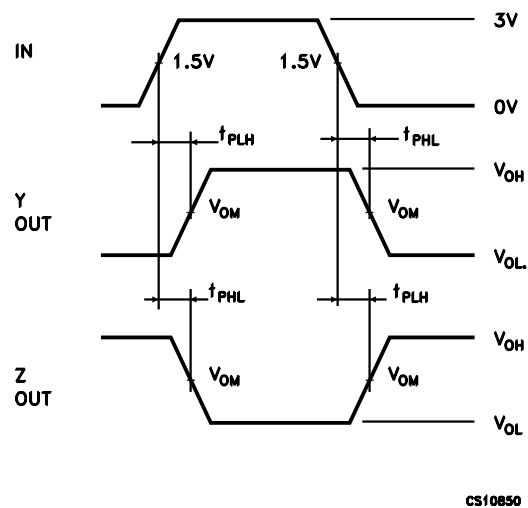 3V
IN
1.5V 1.5V
0V
tPLH tPHL
VOH
Y
OUT
VOM VOM
VOL.
tPHL tPLH
VOH
Z
OUT
VOM VOM
VOL
CS10850